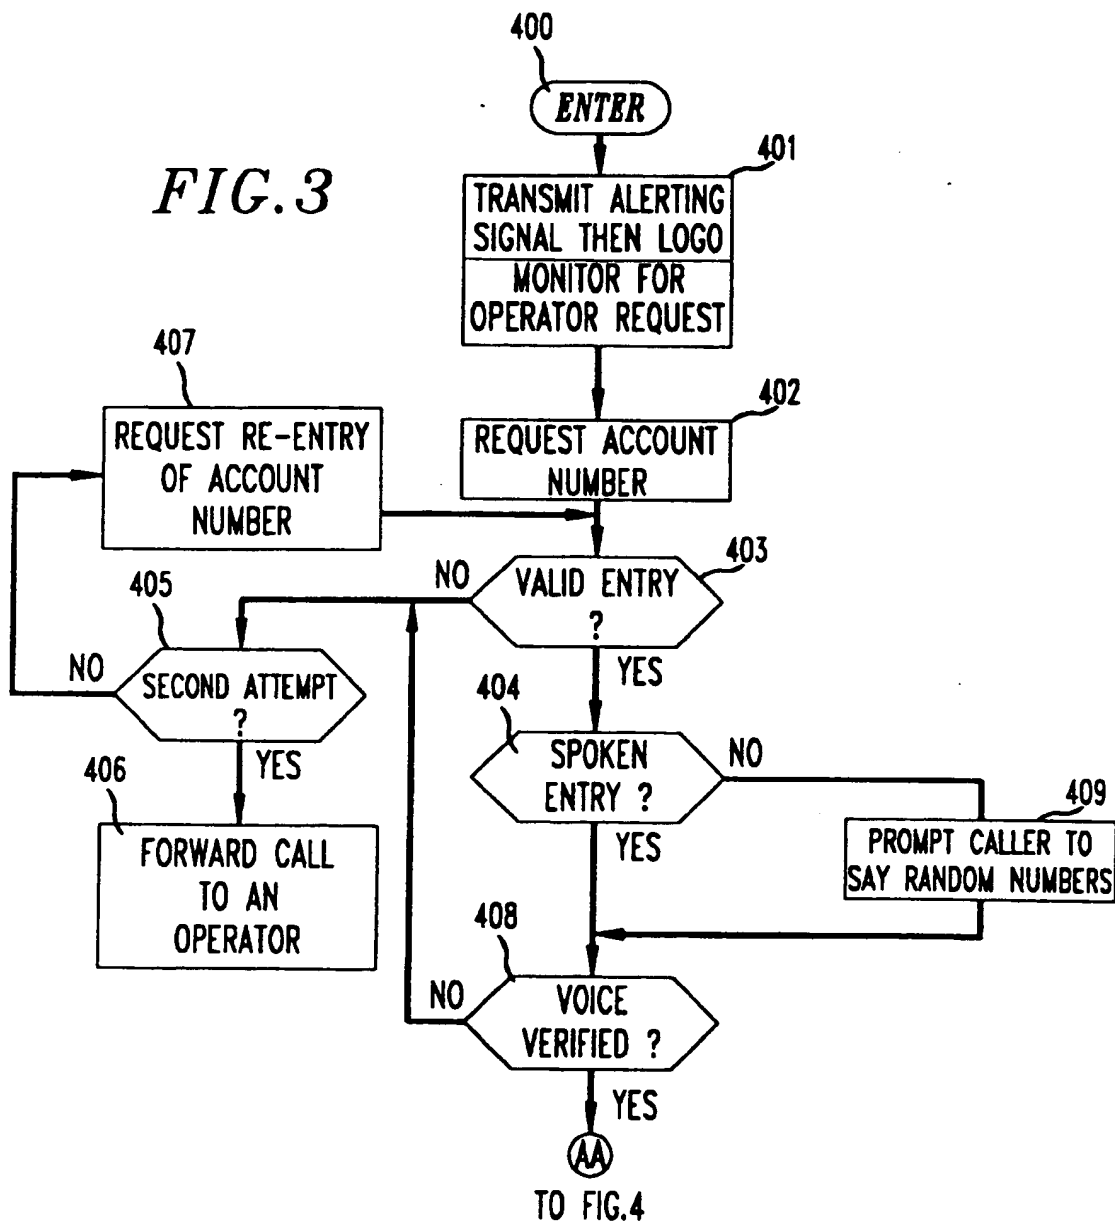 400
ENTER
FIG.3
401
TRANSMIT ALERTING
SIGNAL THEN LOGO
MONITOR FOR
OPERATOR REQUEST
407
REQUEST RE-ENTRY
OF ACCOUNT
NUMBER
402
REQUEST ACCOUNT
NUMBER
403
VALID ENTRY
?
NO
YES
405
SECOND ATTEMPT
?
NO
YES
404
SPOKEN
ENTRY ?
NO
YES
406
FORWARD CALL
TO AN
OPERATOR
409
PROMPT CALLER TO
SAY RANDOM NUMBERS
408
VOICE
VERIFIED ?
NO
YES
AA
TO FIG.4